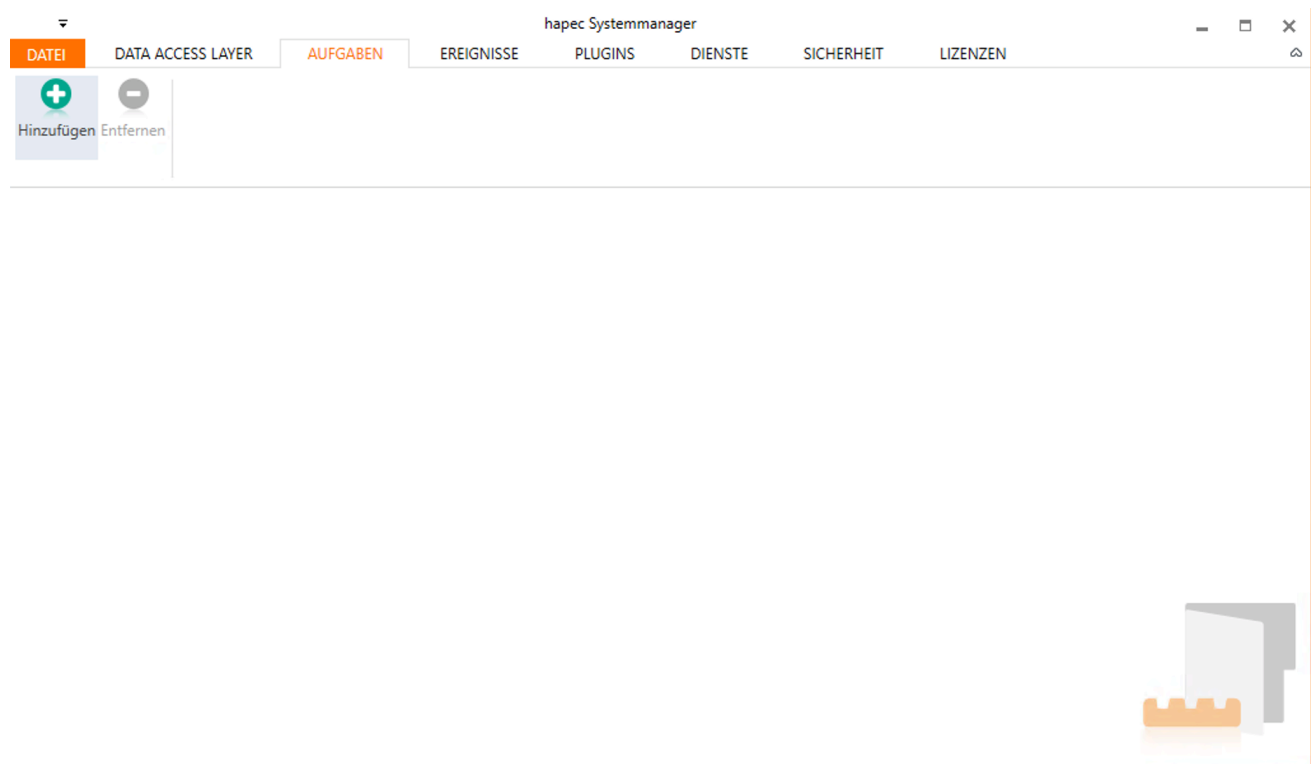 hapec Systemmanager
DATEI DATA ACCESS LAYER AUFGABEN EREIGNISSE PLUGINS DIENSTE SICHERHEIT LIZENZEN
Hinzufügen Entfernen